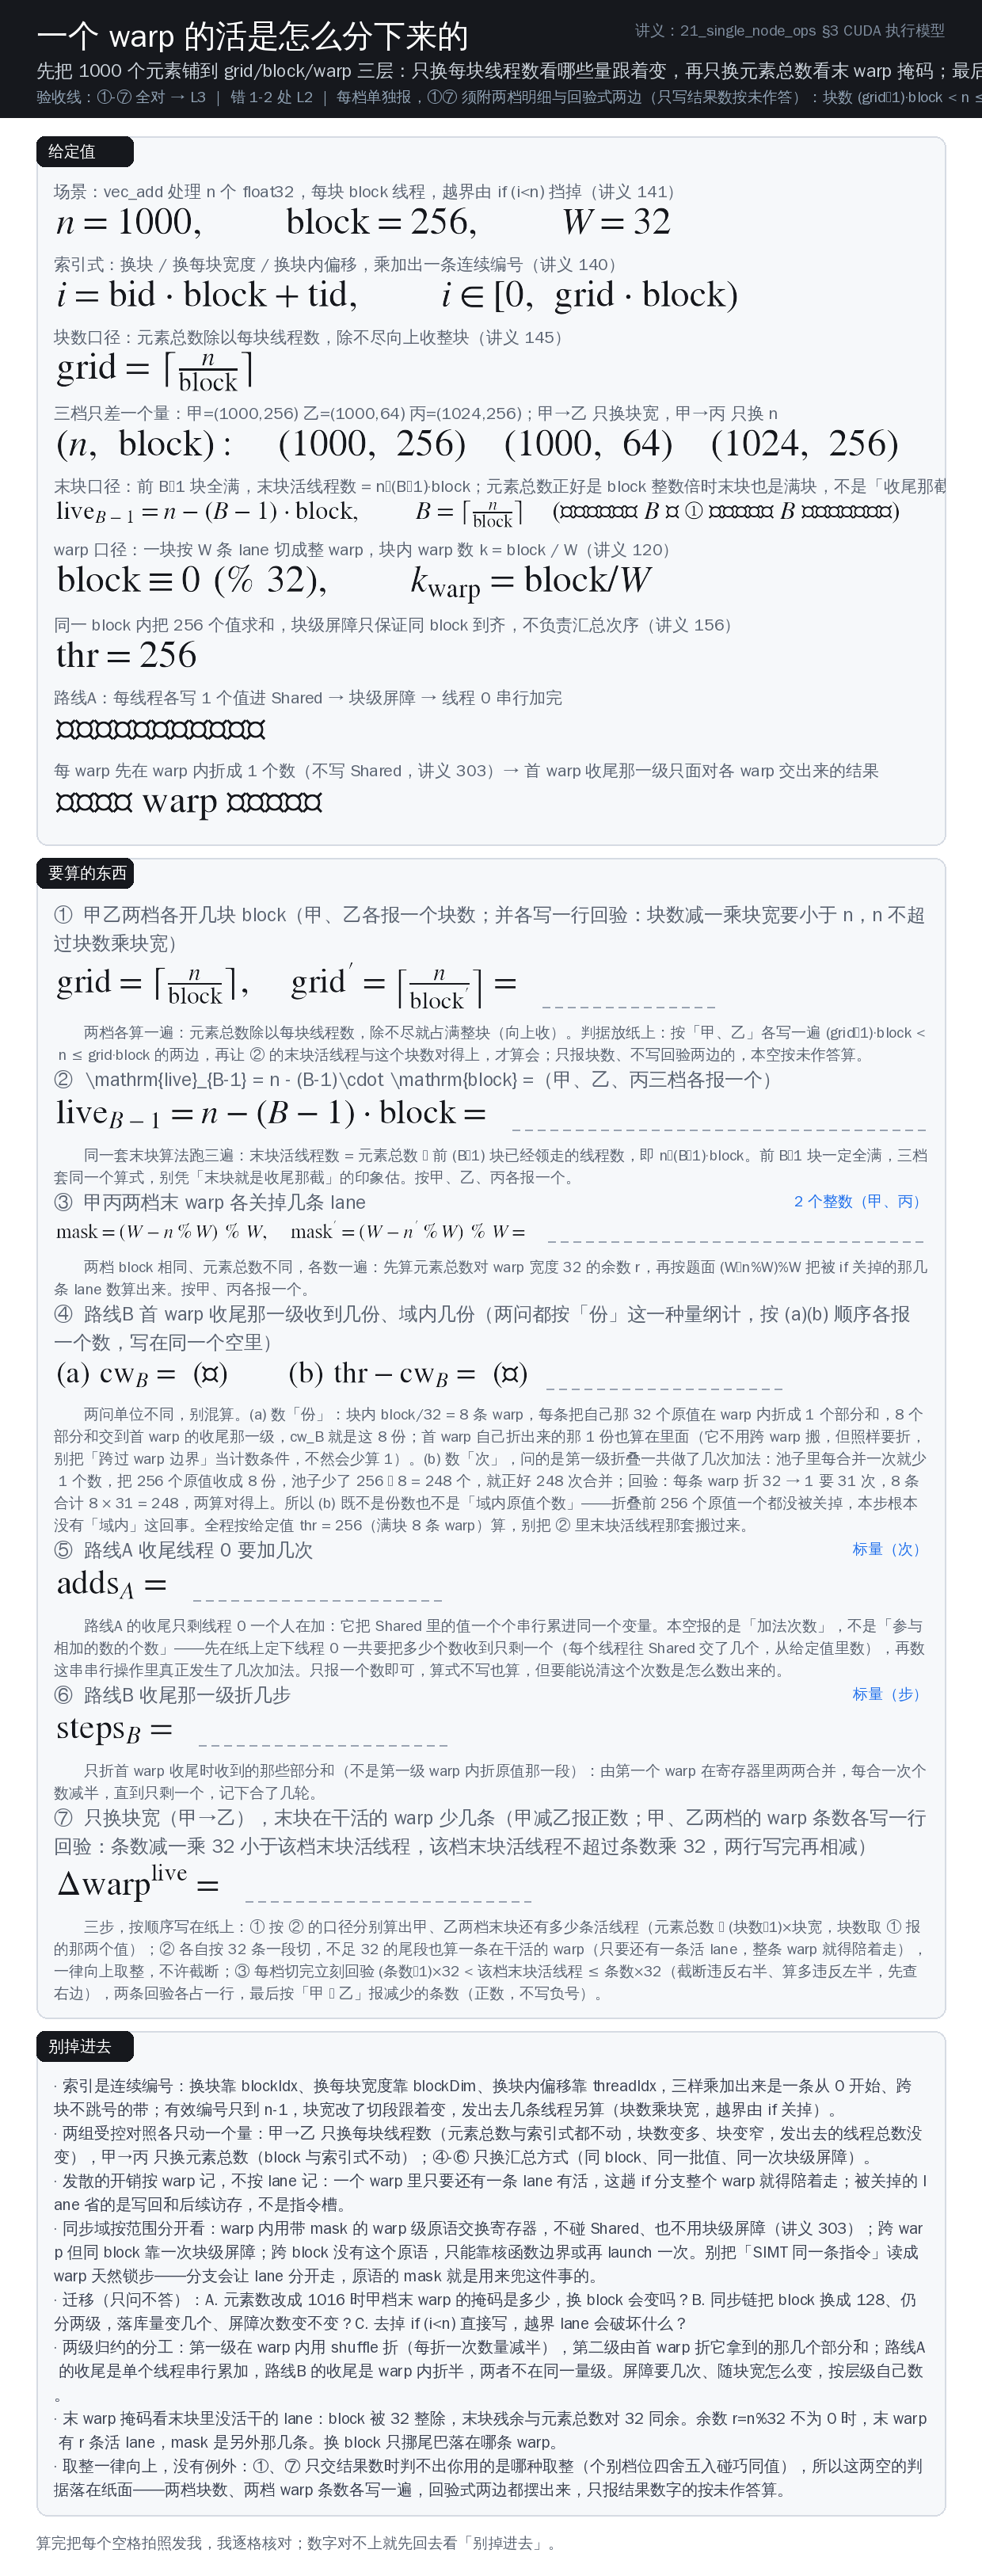 一个 warp 的活是怎么分下来的
讲义：21_single_node_ops §3 CUDA 执行模型
先把 1000 个元素铺到 grid/block/warp 三层：只换每块线程数看哪些量跟着变，再只换元素总数看末 warp 掩码；最后
验收线：①-⑦ 全对 → L3 ｜ 错 1-2 处 L2 ｜ 每档单独报，①⑦ 须附两档明细与回验式两边（只写结果数按未作答）：块数 (grid▯1)·block < n ≤
给定值
场景：vec_add 处理 n 个 float32，每块 block 线程，越界由 if (i<n) 挡掉（讲义 141）
n = 1000, block = 256, W = 32
索引式：换块 / 换每块宽度 / 换块内偏移，乘加出一条连续编号（讲义 140）
i = bid · block + tid, i ∈ [0, grid · block)
块数口径：元素总数除以每块线程数，除不尽向上收整块（讲义 145）
grid = ⌈n/block⌉
三档只差一个量：甲=(1000,256) 乙=(1000,64) 丙=(1024,256)；甲→乙 只换块宽，甲→丙 只换 n
(n, block) : (1000, 256) (1000, 64) (1024, 256)
末块口径：前 B▯1 块全满，末块活线程数 = n▯(B▯1)·block；元素总数正好是 block 整数倍时末块也是满块，不是「收尾那截
live_{B−1} = n − (B − 1) · block, B = ⌈n/block⌉ (¤¤¤¤¤¤ B ¤ ① ¤¤¤¤¤ B ¤¤¤¤¤¤¤)
warp 口径：一块按 W 条 lane 切成整 warp，块内 warp 数 k = block / W（讲义 120）
block ≡ 0 (% 32), k_warp = block/W
同一 block 内把 256 个值求和，块级屏障只保证同 block 到齐，不负责汇总次序（讲义 156）
thr = 256
路线A：每线程各写 1 个值进 Shared → 块级屏障 → 线程 0 串行加完
¤¤¤¤¤¤¤¤¤¤¤
每 warp 先在 warp 内折成 1 个数（不写 Shared，讲义 303）→ 首 warp 收尾那一级只面对各 warp 交出来的结果
¤¤¤¤ warp ¤¤¤¤¤
要算的东西
① 甲乙两档各开几块 block（甲、乙各报一个块数；并各写一行回验：块数减一乘块宽要小于 n，n 不超
过块数乘块宽）
grid = ⌈n/block⌉, grid′ = ⌈n/block′⌉ =
两档各算一遍：元素总数除以每块线程数，除不尽就占满整块（向上收）。判据放纸上：按「甲、乙」各写一遍 (grid▯1)·block <
n ≤ grid·block 的两边，再让 ② 的末块活线程与这个块数对得上，才算会；只报块数、不写回验两边的，本空按未作答算。
② \mathrm{live}_{B-1} = n - (B-1)\cdot \mathrm{block} =（甲、乙、丙三档各报一个）
live_{B−1} = n − (B − 1) · block =
同一套末块算法跑三遍：末块活线程数 = 元素总数 ▯ 前 (B▯1) 块已经领走的线程数，即 n▯(B▯1)·block。前 B▯1 块一定全满，三档
套同一个算式，别凭「末块就是收尾那截」的印象估。按甲、乙、丙各报一个。
③ 甲丙两档末 warp 各关掉几条 lane
2 个整数（甲、丙）
mask = (W − n % W) % W, mask′ = (W − n′ % W) % W =
两档 block 相同、元素总数不同，各数一遍：先算元素总数对 warp 宽度 32 的余数 r，再按题面 (W▯n%W)%W 把被 if 关掉的那几
条 lane 数算出来。按甲、丙各报一个。
④ 路线B 首 warp 收尾那一级收到几份、域内几份（两问都按「份」这一种量纲计，按 (a)(b) 顺序各报
一个数，写在同一个空里）
(a) cw_B = (¤) (b) thr − cw_B = (¤)
两问单位不同，别混算。(a) 数「份」：块内 block/32 = 8 条 warp，每条把自己那 32 个原值在 warp 内折成 1 个部分和，8 个
部分和交到首 warp 的收尾那一级，cw_B 就是这 8 份；首 warp 自己折出来的那 1 份也算在里面（它不用跨 warp 搬，但照样要折，
别把「跨过 warp 边界」当计数条件，不然会少算 1）。(b) 数「次」，问的是第一级折叠一共做了几次加法：池子里每合并一次就少
1 个数，把 256 个原值收成 8 份，池子少了 256 ▯ 8 = 248 个，就正好 248 次合并；回验：每条 warp 折 32 → 1 要 31 次，8 条
合计 8 × 31 = 248，两算对得上。所以 (b) 既不是份数也不是「域内原值个数」——折叠前 256 个原值一个都没被关掉，本步根本
没有「域内」这回事。全程按给定值 thr = 256（满块 8 条 warp）算，别把 ② 里末块活线程那套搬过来。
⑤ 路线A 收尾线程 0 要加几次
标量（次）
adds_A =
路线A 的收尾只剩线程 0 一个人在加：它把 Shared 里的值一个个串行累进同一个变量。本空报的是「加法次数」，不是「参与
相加的数的个数」——先在纸上定下线程 0 一共要把多少个数收到只剩一个（每个线程往 Shared 交了几个，从给定值里数），再数
这串串行操作里真正发生了几次加法。只报一个数即可，算式不写也算，但要能说清这个次数是怎么数出来的。
⑥ 路线B 收尾那一级折几步
标量（步）
steps_B =
只折首 warp 收尾时收到的那些部分和（不是第一级 warp 内折原值那一段）：由第一个 warp 在寄存器里两两合并，每合一次个
数减半，直到只剩一个，记下合了几轮。
⑦ 只换块宽（甲→乙），末块在干活的 warp 少几条（甲减乙报正数；甲、乙两档的 warp 条数各写一行
回验：条数减一乘 32 小于该档末块活线程，该档末块活线程不超过条数乘 32，两行写完再相减）
Δwarp^live =
三步，按顺序写在纸上：① 按 ② 的口径分别算出甲、乙两档末块还有多少条活线程（元素总数 ▯ (块数▯1)×块宽，块数取 ① 报
的那两个值）；② 各自按 32 条一段切，不足 32 的尾段也算一条在干活的 warp（只要还有一条活 lane，整条 warp 就得陪着走），
一律向上取整，不许截断；③ 每档切完立刻回验 (条数▯1)×32 < 该档末块活线程 ≤ 条数×32（截断违反右半、算多违反左半，先查
右边），两条回验各占一行，最后按「甲 ▯ 乙」报减少的条数（正数，不写负号）。
别掉进去
· 索引是连续编号：换块靠 blockIdx、换每块宽度靠 blockDim、换块内偏移靠 threadIdx，三样乘加出来是一条从 0 开始、跨
块不跳号的带；有效编号只到 n-1，块宽改了切段跟着变，发出去几条线程另算（块数乘块宽，越界由 if 关掉）。
· 两组受控对照各只动一个量：甲→乙 只换每块线程数（元素总数与索引式都不动，块数变多、块变窄，发出去的线程总数没
变），甲→丙 只换元素总数（block 与索引式不动）；④-⑥ 只换汇总方式（同 block、同一批值、同一次块级屏障）。
· 发散的开销按 warp 记，不按 lane 记：一个 warp 里只要还有一条 lane 有活，这趟 if 分支整个 warp 就得陪着走；被关掉的 l
ane 省的是写回和后续访存，不是指令槽。
· 同步域按范围分开看：warp 内用带 mask 的 warp 级原语交换寄存器，不碰 Shared、也不用块级屏障（讲义 303）；跨 war
p 但同 block 靠一次块级屏障；跨 block 没有这个原语，只能靠核函数边界或再 launch 一次。别把「SIMT 同一条指令」读成
warp 天然锁步——分支会让 lane 分开走，原语的 mask 就是用来兜这件事的。
· 迁移（只问不答）：A. 元素数改成 1016 时甲档末 warp 的掩码是多少，换 block 会变吗？B. 同步链把 block 换成 128、仍
分两级，落库量变几个、屏障次数变不变？C. 去掉 if (i<n) 直接写，越界 lane 会破坏什么？
· 两级归约的分工：第一级在 warp 内用 shuffle 折（每折一次数量减半），第二级由首 warp 折它拿到的那几个部分和；路线A
的收尾是单个线程串行累加，路线B 的收尾是 warp 内折半，两者不在同一量级。屏障要几次、随块宽怎么变，按层级自己数
。
· 末 warp 掩码看末块里没活干的 lane：block 被 32 整除，末块残余与元素总数对 32 同余。余数 r=n%32 不为 0 时，末 warp
有 r 条活 lane，mask 是另外那几条。换 block 只挪尾巴落在哪条 warp。
· 取整一律向上，没有例外：①、⑦ 只交结果数时判不出你用的是哪种取整（个别档位四舍五入碰巧同值），所以这两空的判
据落在纸面——两档块数、两档 warp 条数各写一遍，回验式两边都摆出来，只报结果数字的按未作答算。
算完把每个空格拍照发我，我逐格核对；数字对不上就先回去看「别掉进去」。